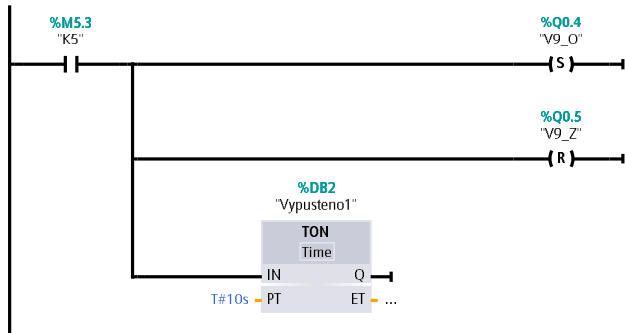 %M5.3
"K5"
%Q0.4
"V9_O"
S
%Q0.5
"V9_Z"
R
%DB2
"Vypusteno1"
TON
Time
IN Q
T#10s PT ET ...